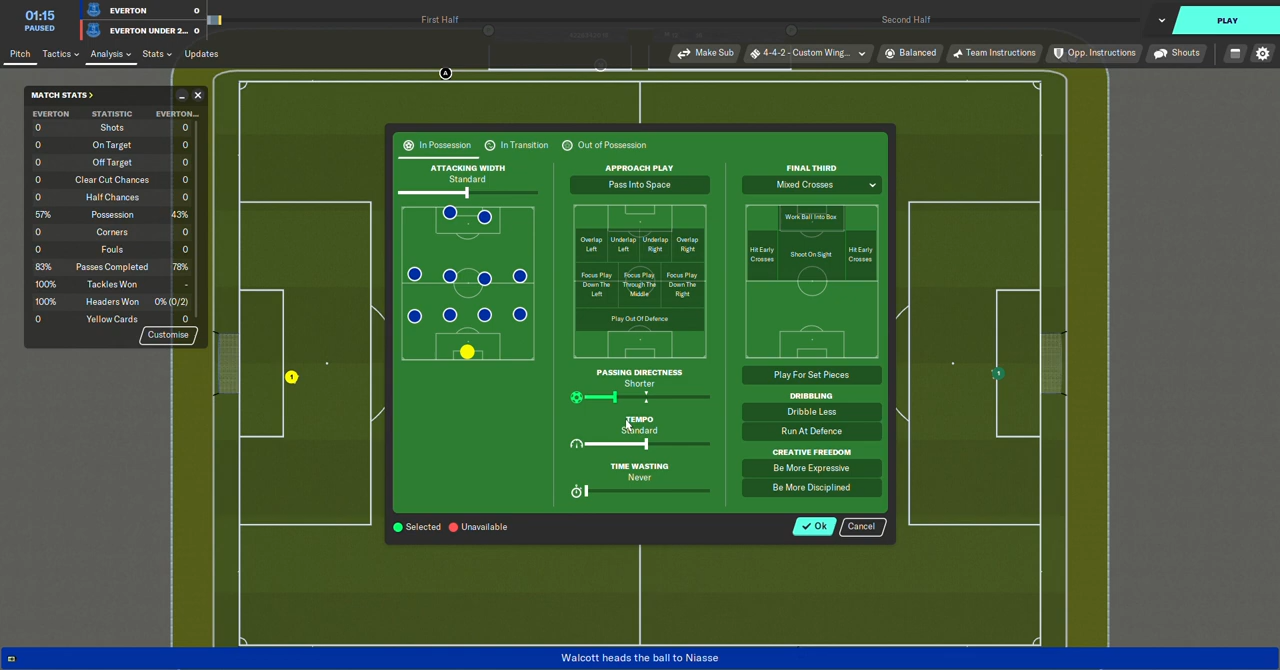 01:15
PAUSED
EVERTON 0
EVERTON UNDER 2... 0
First Half
Second Half
PLAY
Pitch
Tactics
Analysis
Stats
Updates
Make Sub
4-4-2 - Custom Wing...
Balanced
Team Instructions
Opp. Instructions
Shouts
A
MATCH STATS >
EVERTON STATISTIC EVERTON...
0 Shots 0
0 On Target 0
0 Off Target 0
0 Clear Cut Chances 0
0 Half Chances 0
57% Possession 43%
0 Corners 0
0 Fouls 0
83% Passes Completed 78%
100% Tackles Won -
100% Headers Won 0% (0/2)
0 Yellow Cards 0
Customise
In Possession
In Transition
Out of Possession
ATTACKING WIDTH
Standard
APPROACH PLAY
Pass Into Space
Overlap Left
Underlap Left
Underlap Right
Overlap Right
Focus Play Down The Left
Focus Play Through The Middle
Focus Play Down The Right
Play Out Of Defence
PASSING DIRECTNESS
Shorter
TEMPO
Standard
TIME WASTING
Never
FINAL THIRD
Mixed Crosses
Work Ball Into Box
Hit Early Crosses
Shoot On Sight
Hit Early Crosses
Play For Set Pieces
DRIBBLING
Dribble Less
Run At Defence
CREATIVE FREEDOM
Be More Expressive
Be More Disciplined
Selected
Unavailable
Ok
Cancel
1
1
Walcott heads the ball to Niasse